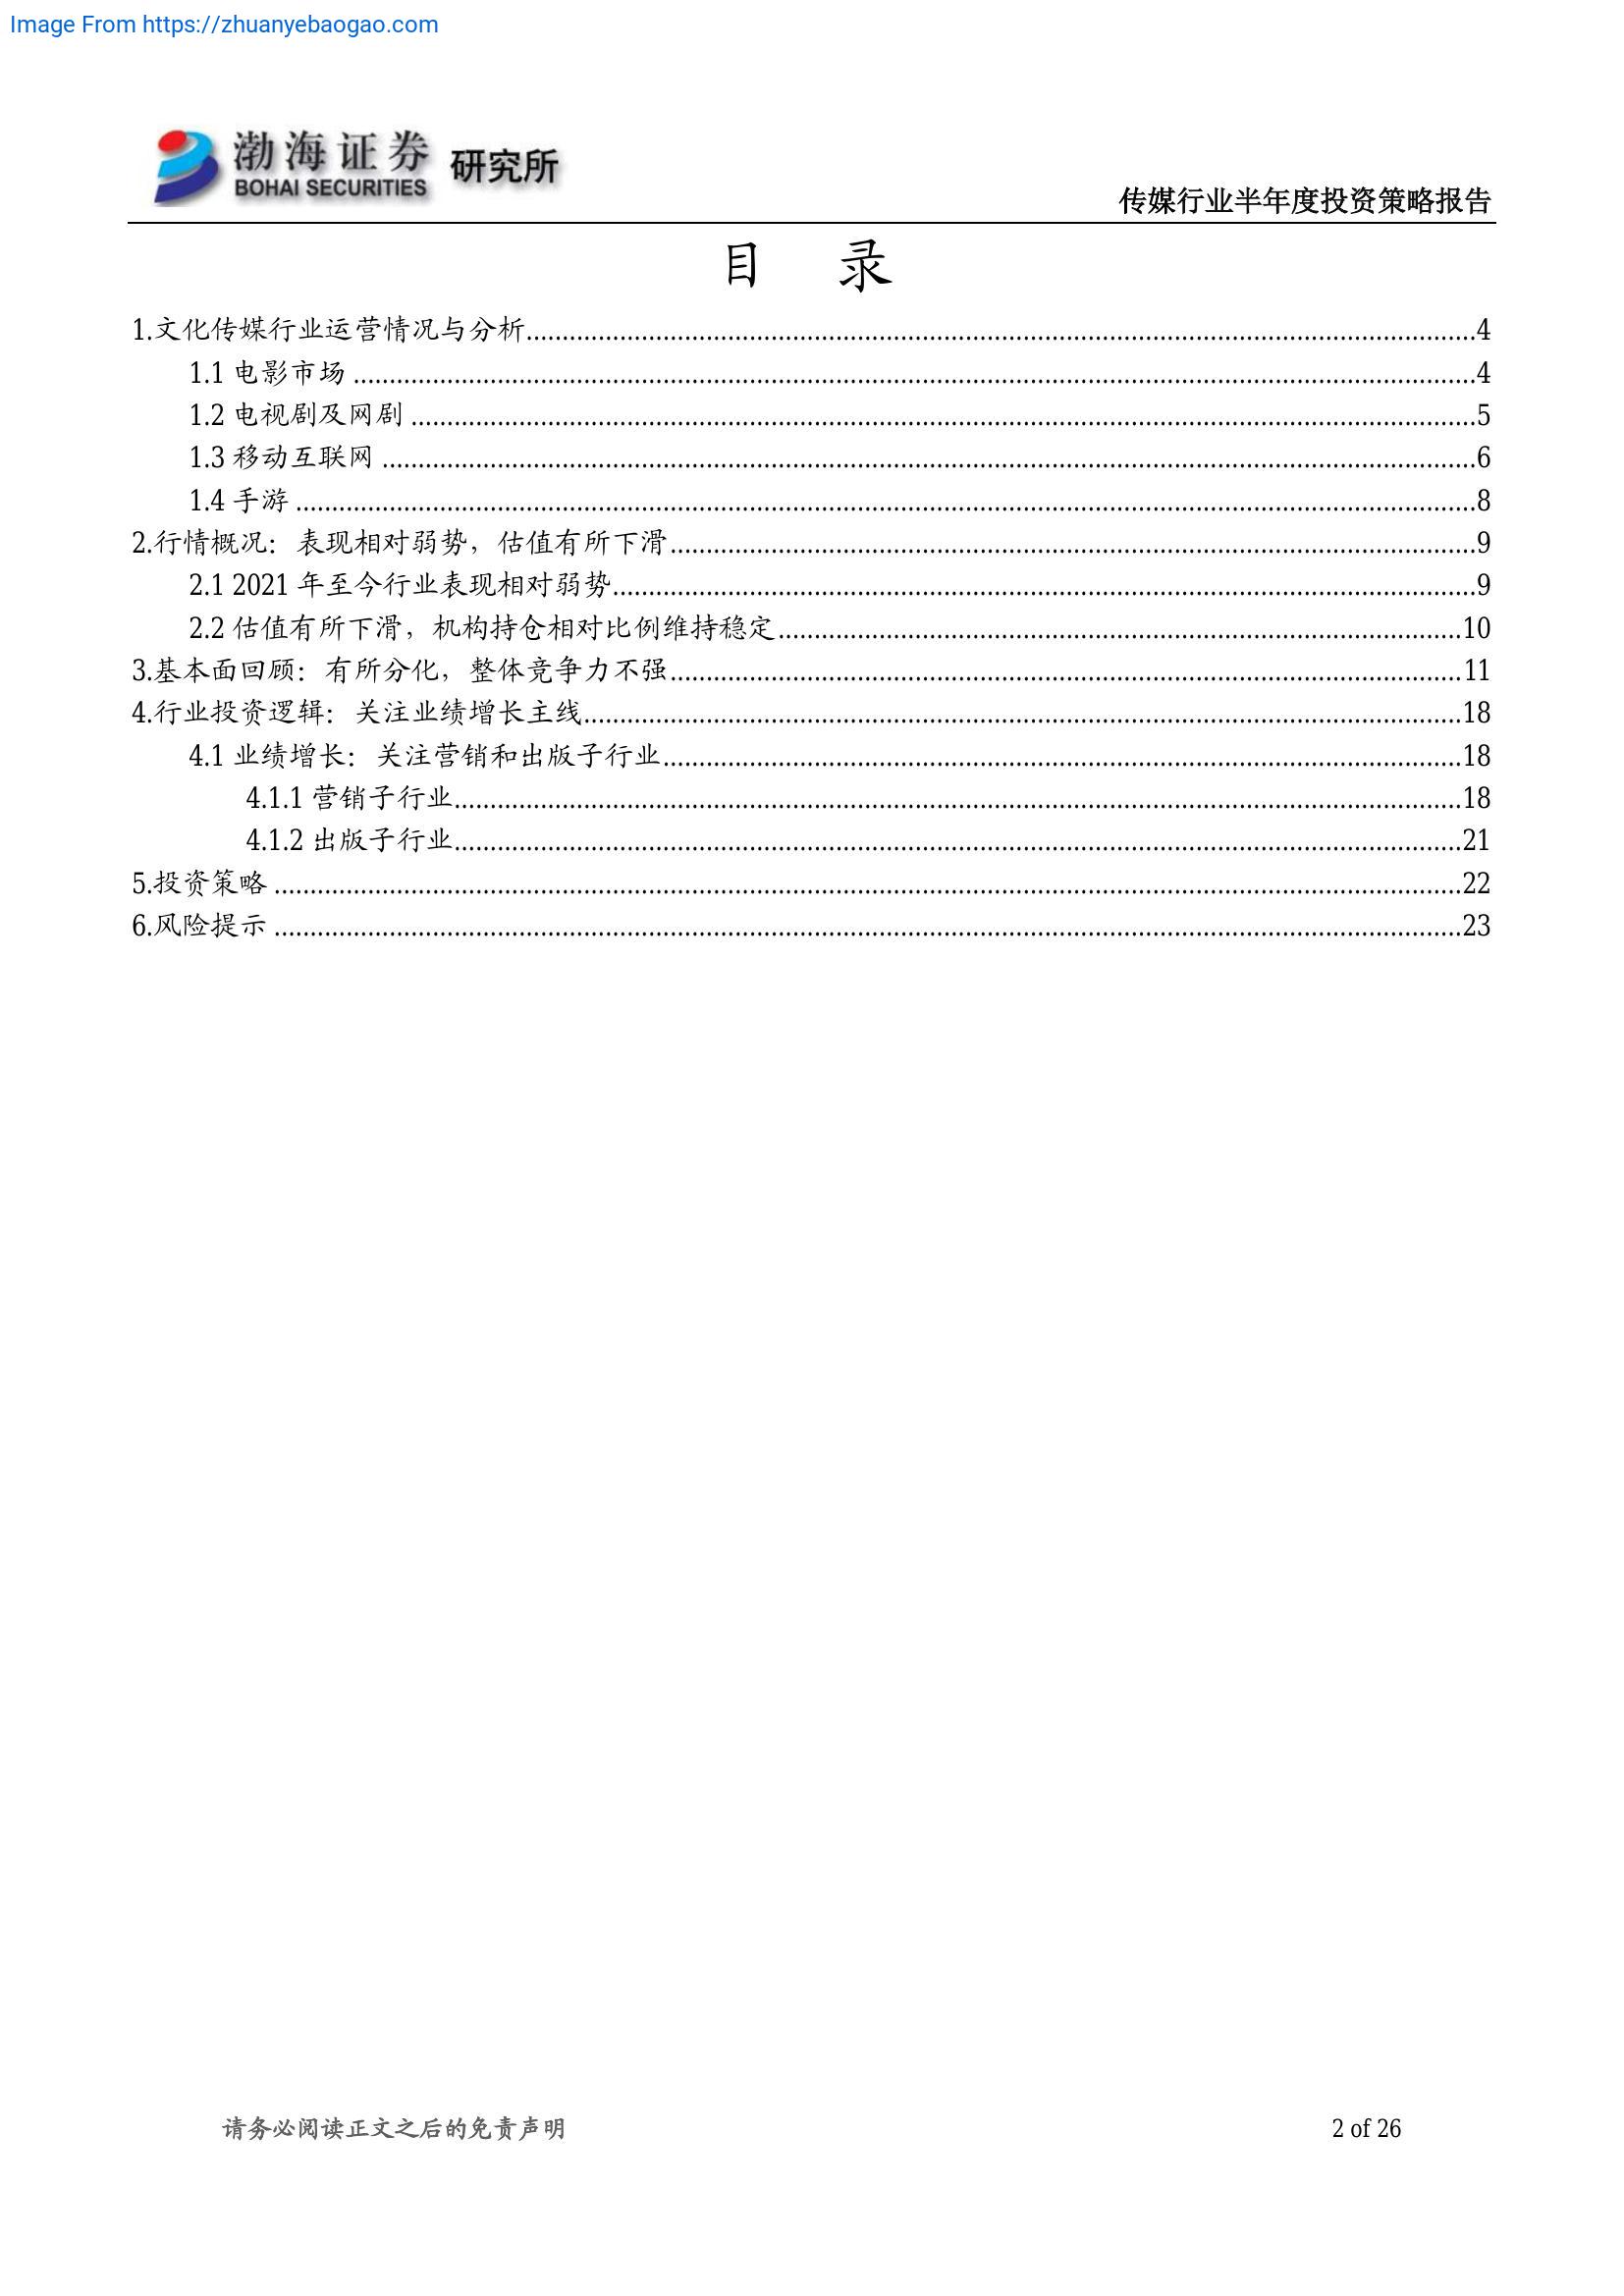 Image From https://zhuanyebaogao.com
渤海证券 研究所
BOHAI SECURITIES
传媒行业半年度投资策略报告
目 录
1.文化传媒行业运营情况与分析....................4
1.1 电影市场 ....................4
1.2 电视剧及网剧 ....................5
1.3 移动互联网 ....................6
1.4 手游 ....................8
2.行情概况：表现相对弱势，估值有所下滑....................9
2.1 2021 年至今行业表现相对弱势....................9
2.2 估值有所下滑，机构持仓相对比例维持稳定....................10
3.基本面回顾：有所分化，整体竞争力不强....................11
4.行业投资逻辑：关注业绩增长主线....................18
4.1 业绩增长：关注营销和出版子行业....................18
4.1.1 营销子行业....................18
4.1.2 出版子行业....................21
5.投资策略 ....................22
6.风险提示 ....................23
请务必阅读正文之后的免责声明 2 of 26